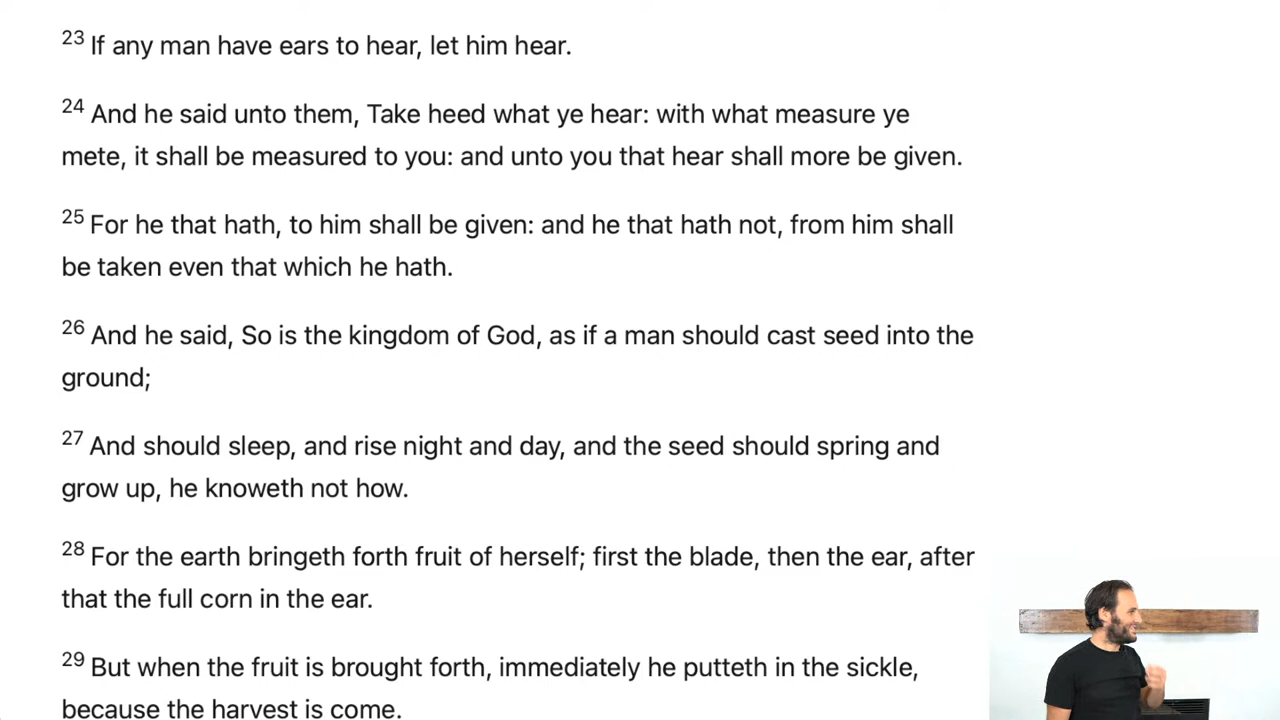 23 If any man have ears to hear, let him hear.
24 And he said unto them, Take heed what ye hear: with what measure ye
mete, it shall be measured to you: and unto you that hear shall more be given.
25 For he that hath, to him shall be given: and he that hath not, from him shall
be taken even that which he hath.
26 And he said, So is the kingdom of God, as if a man should cast seed into the
ground;
27 And should sleep, and rise night and day, and the seed should spring and
grow up, he knoweth not how.
28 For the earth bringeth forth fruit of herself; first the blade, then the ear, after
that the full corn in the ear.
29 But when the fruit is brought forth, immediately he putteth in the sickle,
because the harvest is come.